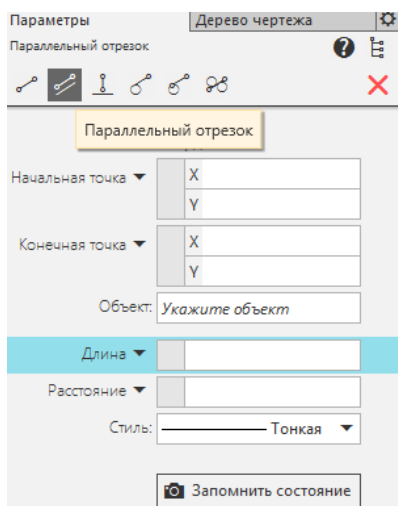 Параметры
Дерево чертежа
Параллельный отрезок
?
Параллельный отрезок
Начальная точка
X
Y
Конечная точка
X
Y
Объект: Укажите объект
Длина
Расстояние
Стиль: Тонкая
Запомнить состояние